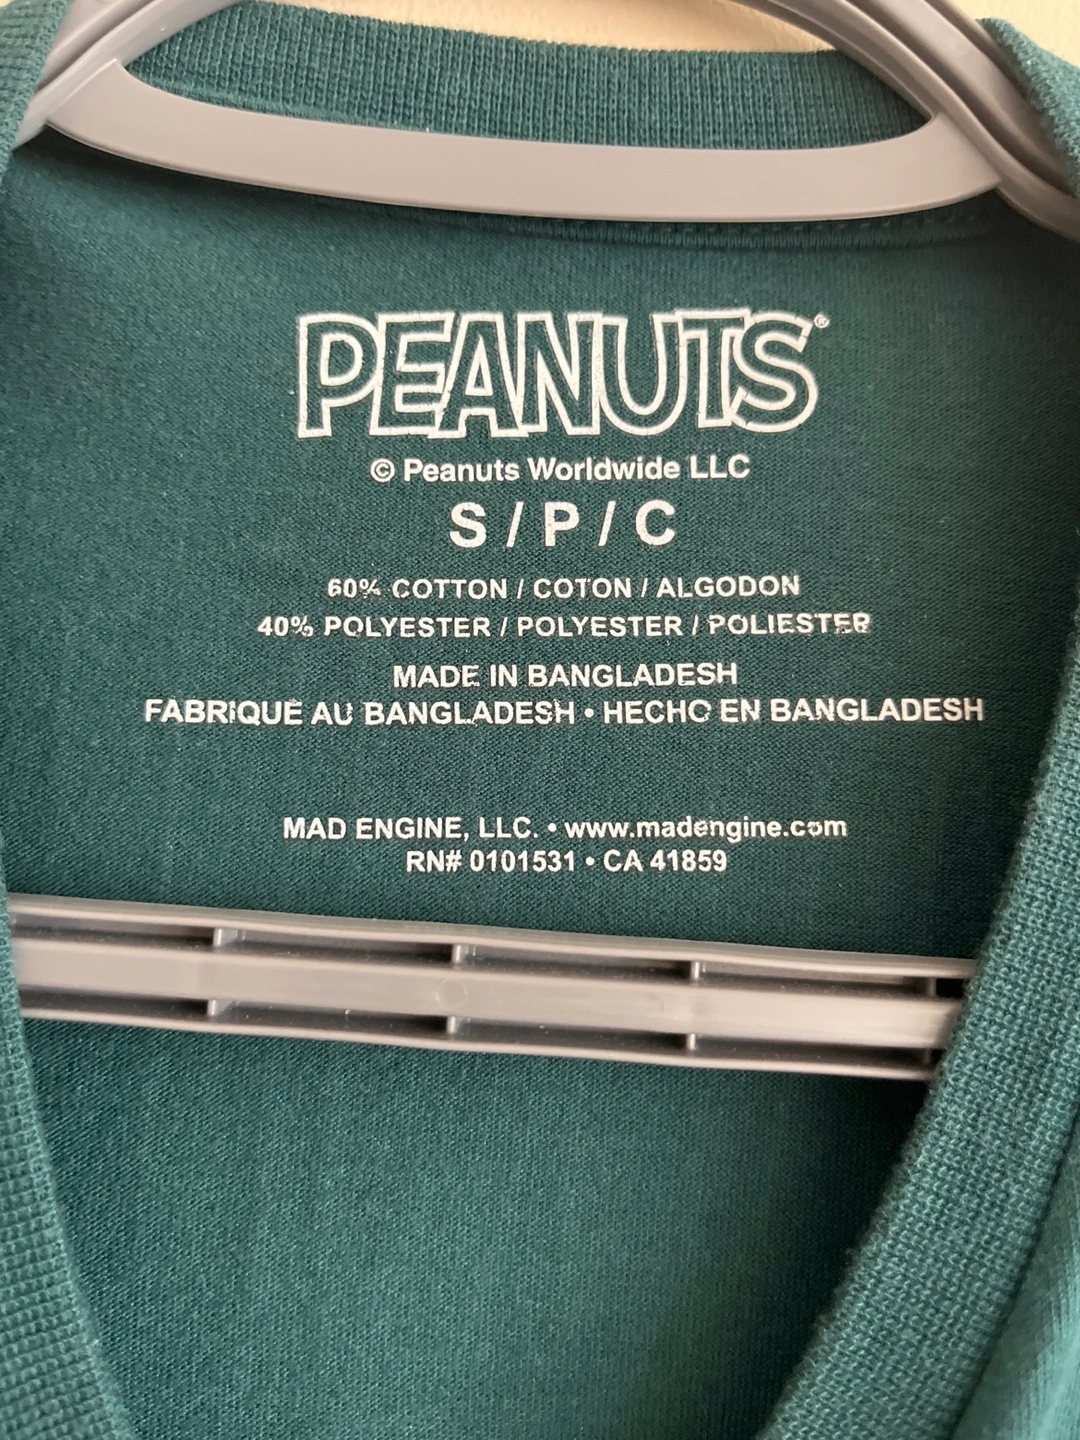 PEANUTS®
© Peanuts Worldwide LLC
S / P / C
60% COTTON / COTON / ALGODON
40% POLYESTER / POLYESTER / POLIESTER
MADE IN BANGLADESH
FABRIQUE AU BANGLADESH • HECHO EN BANGLADESH
MAD ENGINE, LLC. • www.madengine.com
RN# 0101531 • CA 41859